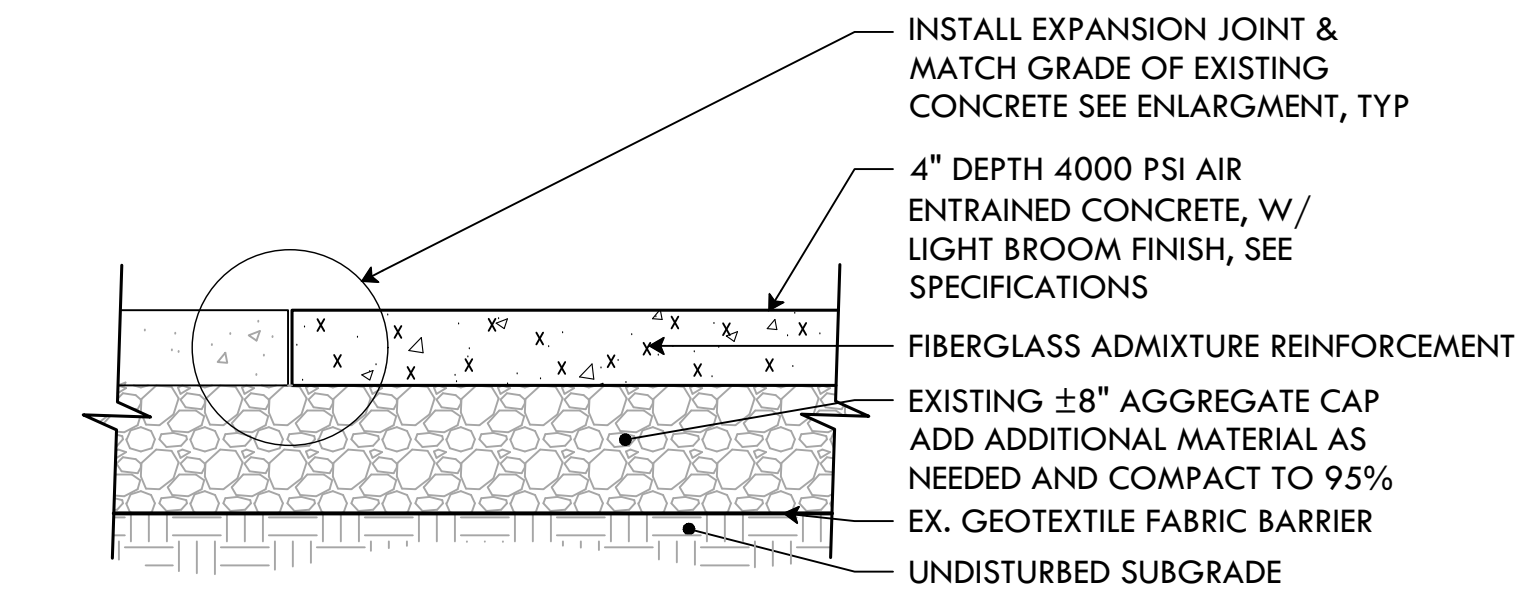 INSTALL EXPANSION JOINT &
MATCH GRADE OF EXISTING
CONCRETE SEE ENLARGMENT, TYP
4" DEPTH 4000 PSI AIR
ENTRAINED CONCRETE, W/
LIGHT BROOM FINISH, SEE
SPECIFICATIONS
FIBERGLASS ADMIXTURE REINFORCEMENT
EXISTING ±8" AGGREGATE CAP
ADD ADDITIONAL MATERIAL AS
NEEDED AND COMPACT TO 95%
EX. GEOTEXTILE FABRIC BARRIER
UNDISTURBED SUBGRADE